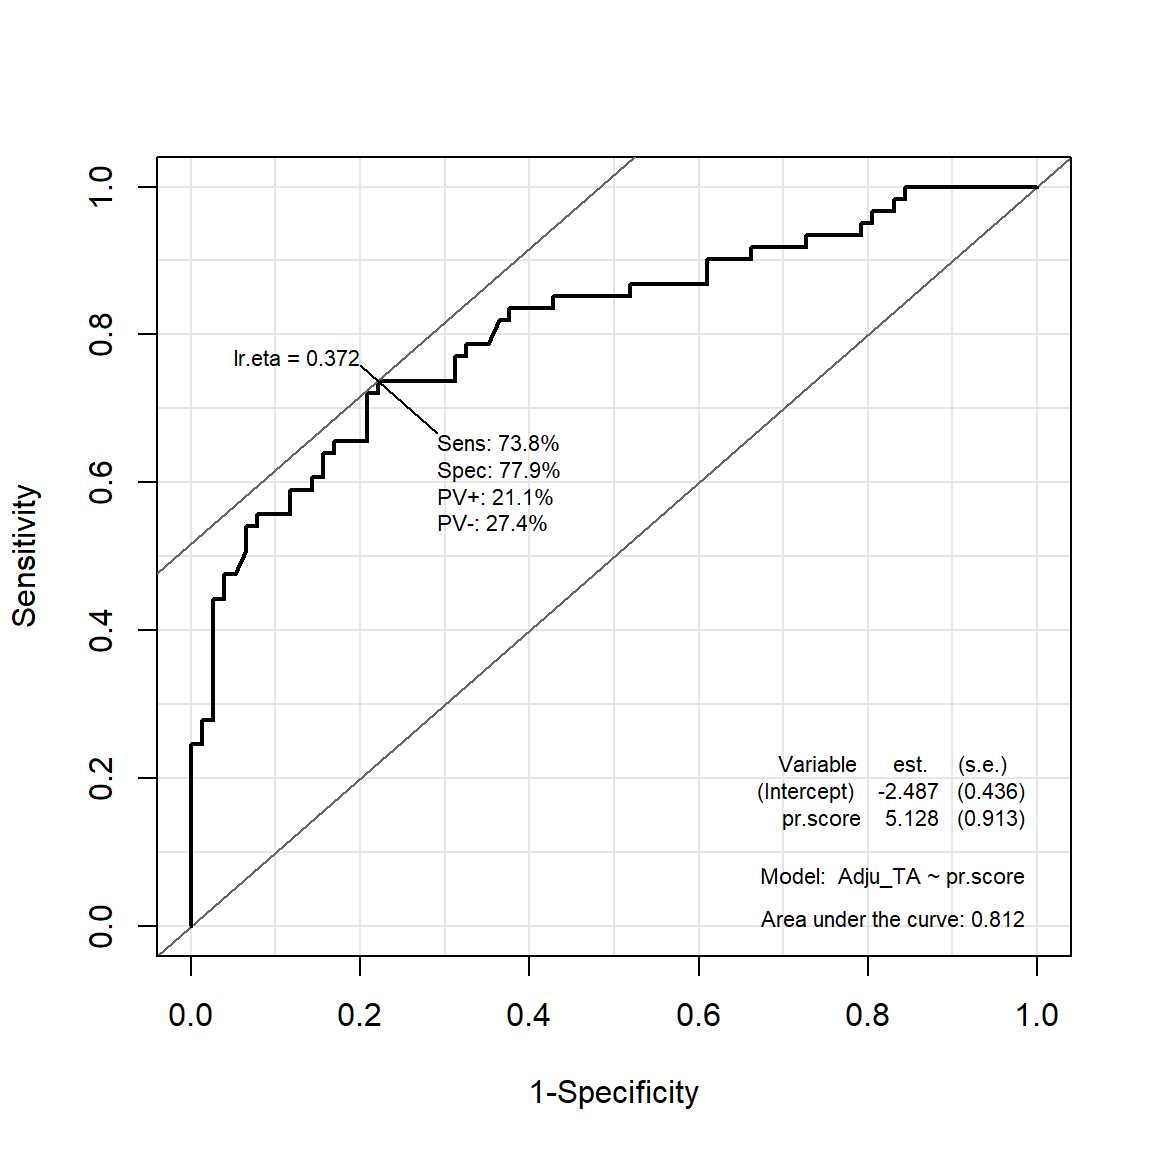 1.0
0.8
0.6
0.4
0.2
0.0
Sensitivity
lr.eta = 0.372
Sens: 73.8%
Spec: 77.9%
PV+: 21.1%
PV-: 27.4%
Variable est. (s.e.)
(Intercept) -2.487 (0.436)
pr.score 5.128 (0.913)
Model: Adju_TA ~ pr.score
Area under the curve: 0.812
0.0 0.2 0.4 0.6 0.8 1.0
1-Specificity